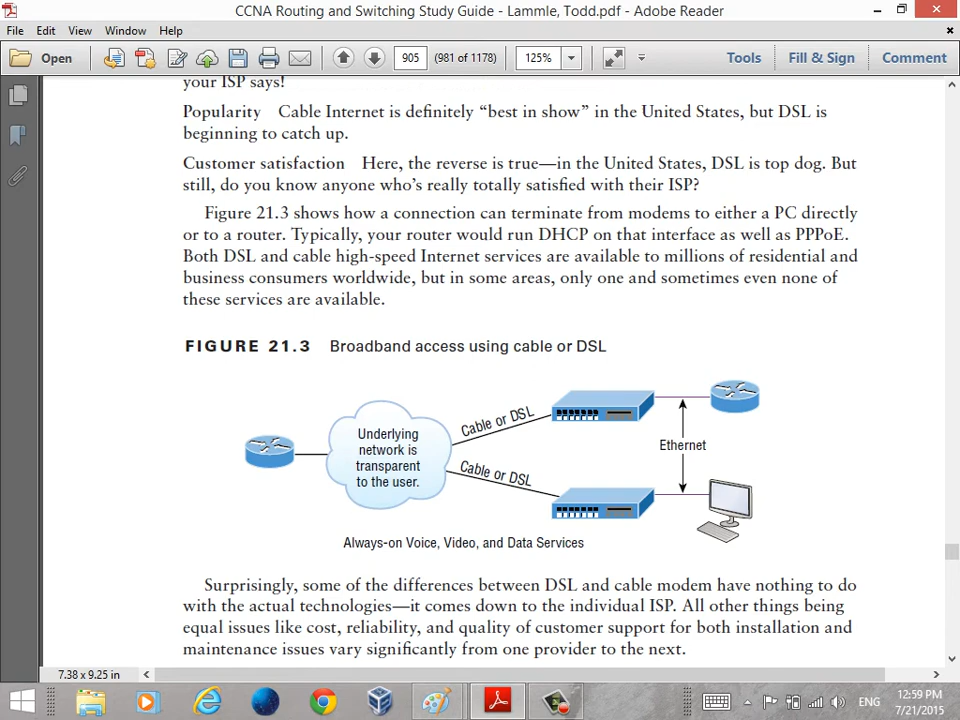 CCNA Routing and Switching Study Guide - Lammle, Todd.pdf - Adobe Reader
File Edit View Window Help
Open 905 (981 of 1178) 125% Tools Fill & Sign Comment
your ISP says!
Popularity Cable Internet is definitely “best in show” in the United States, but DSL is
beginning to catch up.
Customer satisfaction Here, the reverse is true—in the United States, DSL is top dog. But
still, do you know anyone who’s really totally satisfied with their ISP?
Figure 21.3 shows how a connection can terminate from modems to either a PC directly
or to a router. Typically, your router would run DHCP on that interface as well as PPPoE.
Both DSL and cable high-speed Internet services are available to millions of residential and
business consumers worldwide, but in some areas, only one and sometimes even none of
these services are available.
FIGURE 21.3 Broadband access using cable or DSL
Cable or DSL
Underlying
network is
transparent
to the user.
Ethernet
Cable or DSL
Always-on Voice, Video, and Data Services
Surprisingly, some of the differences between DSL and cable modem have nothing to do
with the actual technologies—it comes down to the individual ISP. All other things being
equal issues like cost, reliability, and quality of customer support for both installation and
maintenance issues vary significantly from one provider to the next.
7.38 x 9.25 in
ENG
12:59 PM
7/21/2015